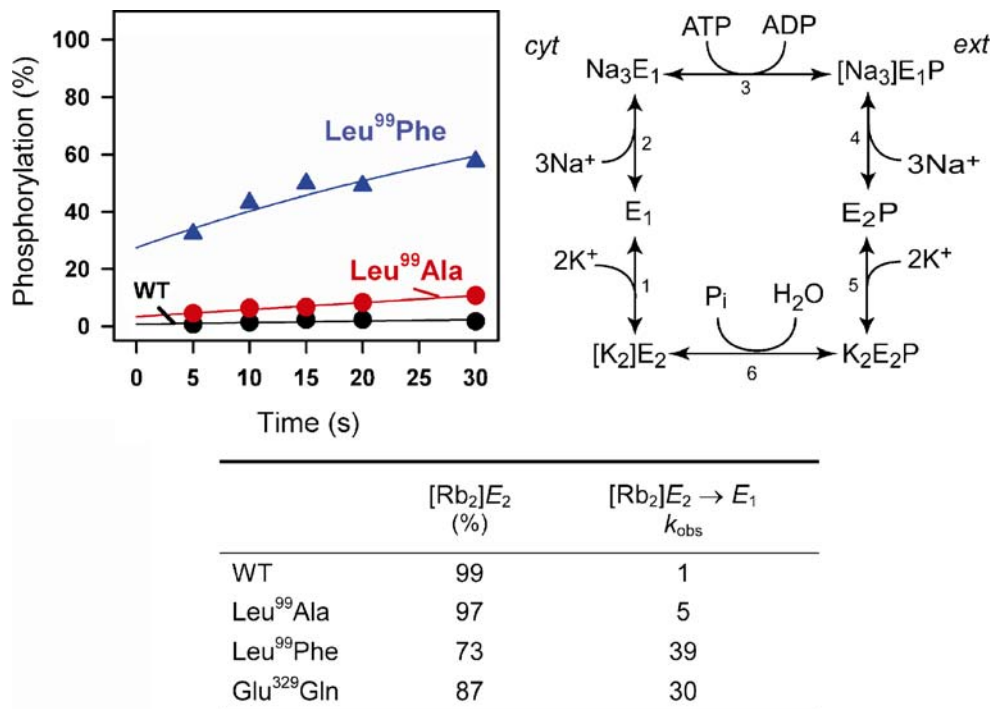 Phosphorylation (%)
100
80
60
40
20
0
Leu⁹⁹Phe
Leu⁹⁹Ala
WT
0 5 10 15 20 25 30
Time (s)
cyt
ext
ATP ADP
Na₃E₁ [Na₃]E₁P
3
2
4
3Na⁺ 3Na⁺
E₁ E₂P
2K⁺ 2K⁺
1
5
Pᵢ H₂O
[K₂]E₂ K₂E₂P
6
[Rb₂]E₂ [Rb₂]E₂ → E₁
(%) k_obs
WT 99 1
Leu⁹⁹Ala 97 5
Leu⁹⁹Phe 73 39
Glu³²⁹Gln 87 30